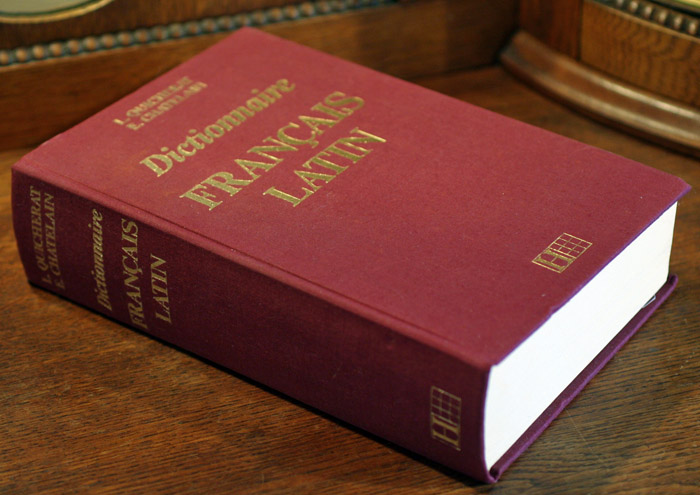 L. QUICHERAT
E. CHATELAIN
Dictionnaire
FRANÇAIS
LATIN
H
L. QUICHERAT
E. CHATELAIN
Dictionnaire
FRANÇAIS
LATIN
H